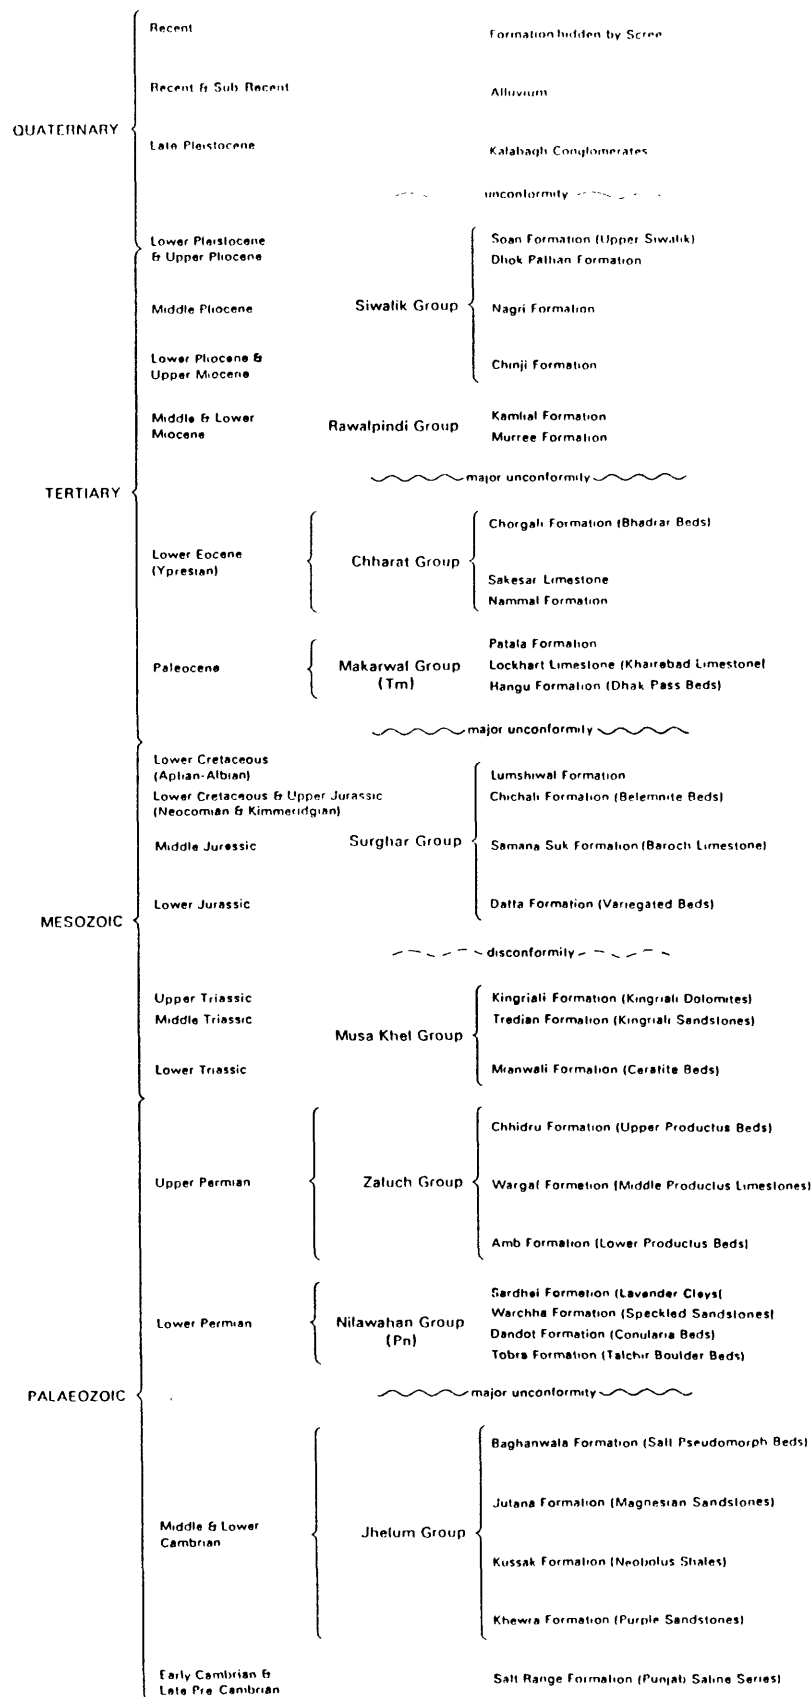 Recent Formation hidden by Scree
Recent & Sub Recent Alluvium
QUATERNARY
Late Pleistocene Kalabagh Conglomerates
unconformity
Lower Pleistocene Soan Formation (Upper Siwalik)
& Upper Pliocene Dhok Pathan Formation
Middle Pliocene Siwalik Group Nagri Formation
Lower Pliocene &
Upper Miocene Chinji Formation
Middle & Lower Kamlial Formation
Miocene Rawalpindi Group Murree Formation
major unconformity
TERTIARY
Chorgali Formation (Bhadrar Beds)
Lower Eocene
(Ypresian) Chharat Group
Sakesar Limestone
Nammal Formation
Patala Formation
Paleocene Makarwal Group Lockhart Limestone (Khairabad Limestone)
(Tm) Hangu Formation (Dhak Pass Beds)
major unconformity
Lower Cretaceous
(Aptian-Albian) Lumshiwal Formation
Lower Cretaceous & Upper Jurassic Chichali Formation (Belemnite Beds)
(Neocomian & Kimmeridgian)
Middle Jurassic Surghar Group Samana Suk Formation (Baroch Limestone)
Lower Jurassic Datta Formation (Variegated Beds)
MESOZOIC
disconformity
Upper Triassic Kingriali Formation (Kingriali Dolomites)
Middle Triassic Tredian Formation (Kingriali Sandstones)
Musa Khel Group
Lower Triassic Mianwali Formation (Ceratite Beds)
Chhidru Formation (Upper Productus Beds)
Upper Permian Zaluch Group Wargal Formation (Middle Productus Limestones)
Amb Formation (Lower Productus Beds)
Sardhei Formation (Lavender Clays)
Lower Permian Nilawahan Group Warchha Formation (Speckled Sandstones)
(Pn) Dandot Formation (Conularia Beds)
Tobra Formation (Talchir Boulder Beds)
PALAEOZOIC major unconformity
Baghanwala Formation (Salt Pseudomorph Beds)
Jutana Formation (Magnesian Sandstones)
Middle & Lower
Cambrian Jhelum Group
Kussak Formation (Neobolus Shales)
Khewra Formation (Purple Sandstones)
Early Cambrian &
Late Pre Cambrian Salt Range Formation (Punjab Saline Series)